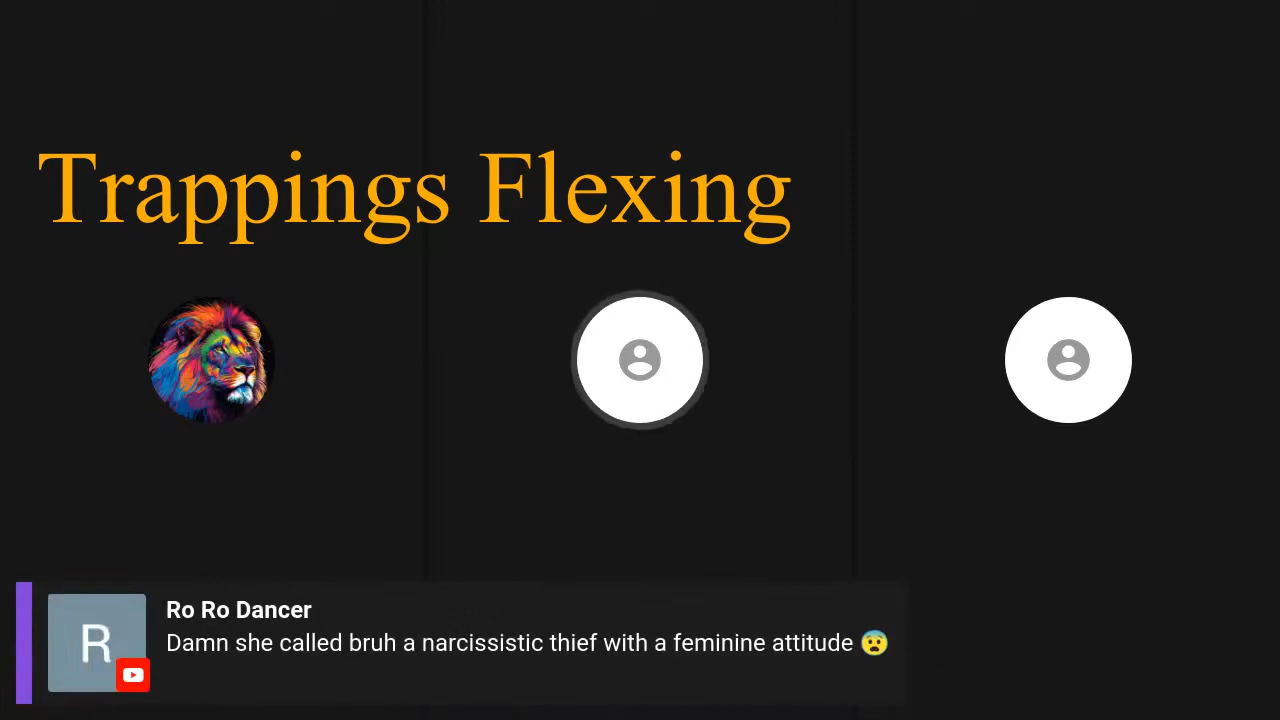 Trappings Flexing
R
Ro Ro Dancer
Damn she called bruh a narcissistic thief with a feminine attitude 😨